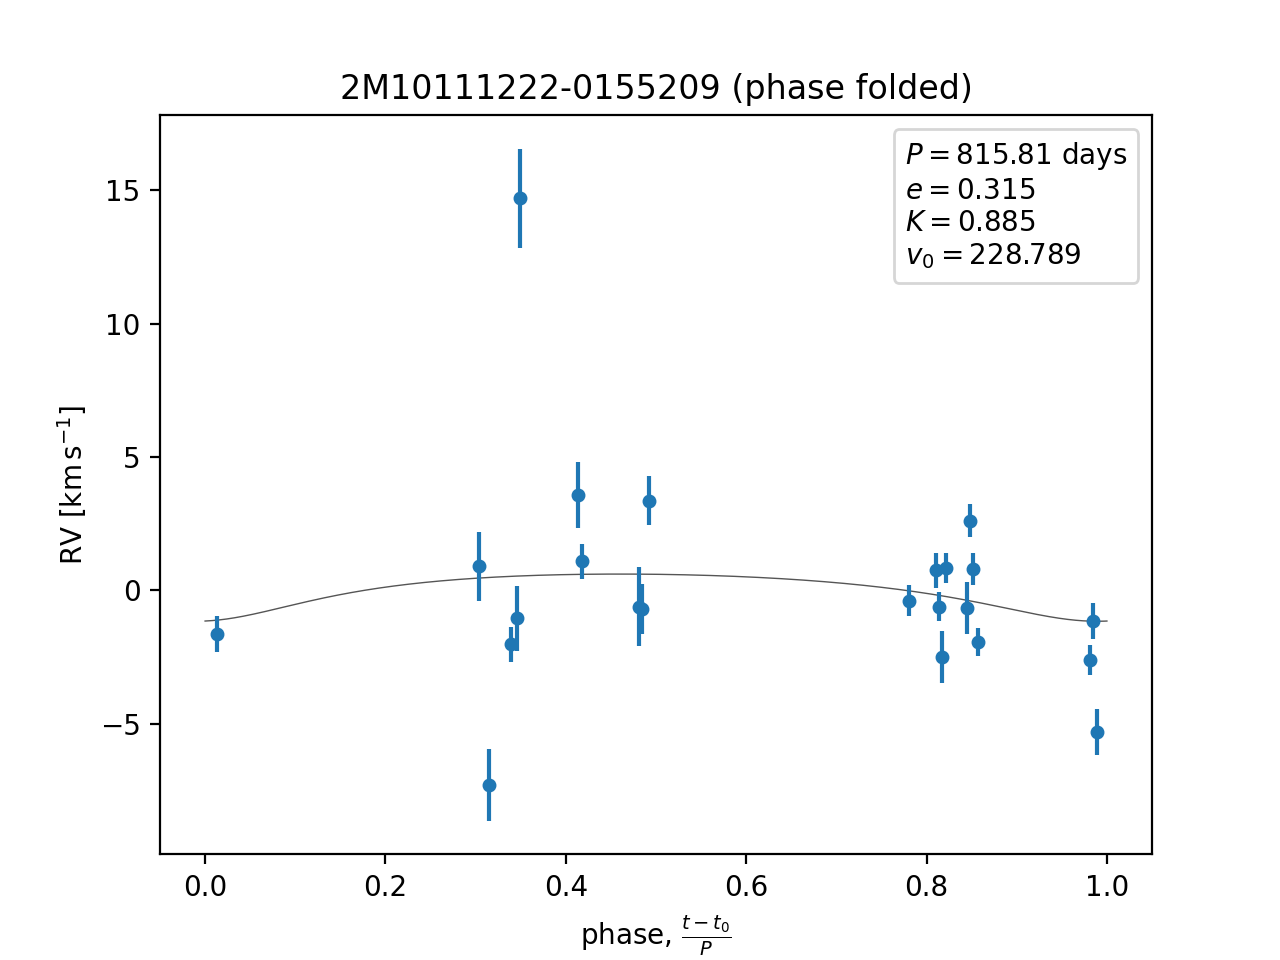 2M10111222-0155209 (phase folded)
P = 815.81 days
e = 0.315
K = 0.885
v₀ = 228.789
15
10
5
0
−5
RV [km s⁻¹]
0.0 0.2 0.4 0.6 0.8 1.0
phase, (t − t₀)/P